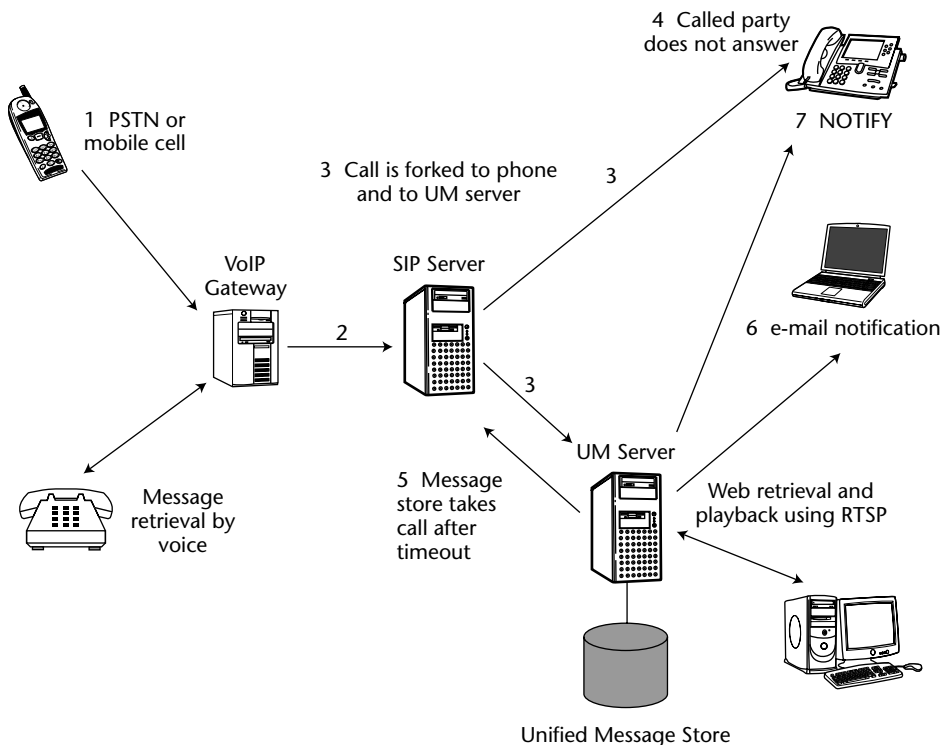 4 Called party
does not answer
1 PSTN or
mobile cell
7 NOTIFY
3 Call is forked to phone
and to UM server
3
VoIP
Gateway
SIP Server
2
6 e-mail notification
3
UM Server
5 Message
store takes
call after
timeout
Web retrieval and
playback using RTSP
Message
retrieval by
voice
Unified Message Store